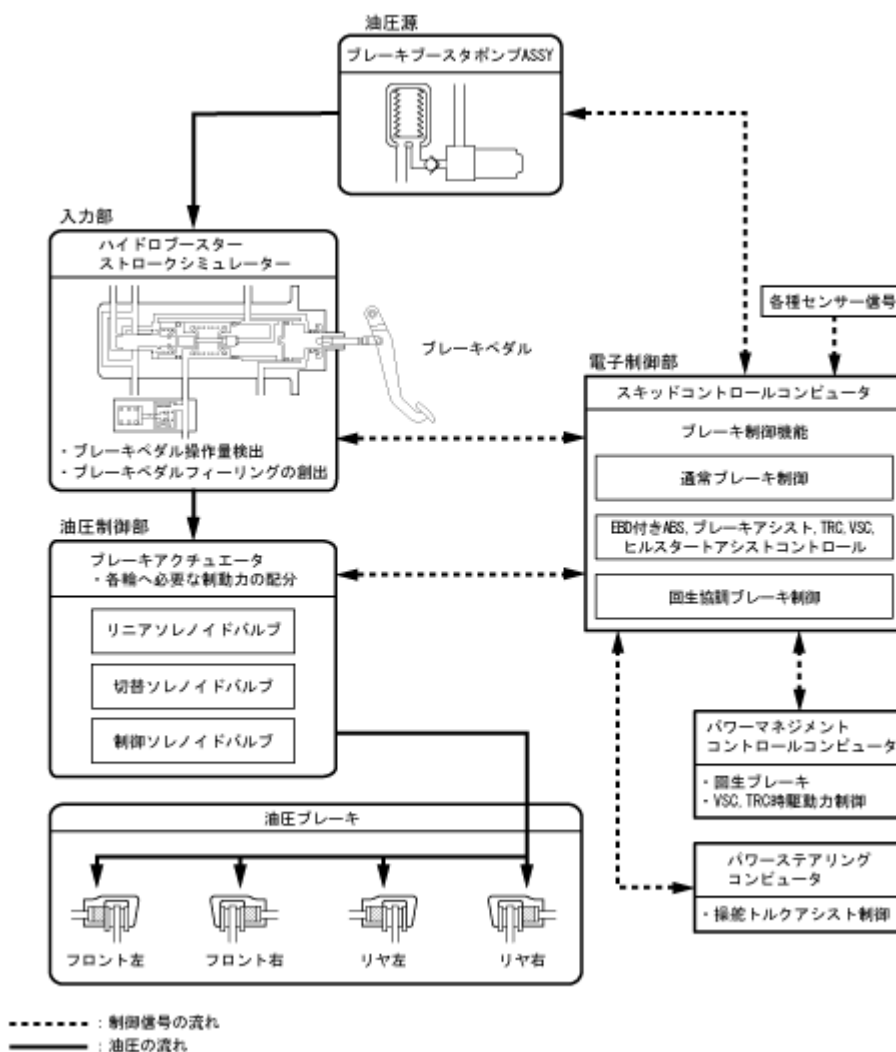 油圧源
ブレーキブースタポンプASSY
入力部
ハイドロブースター
ストロークシミュレーター
ブレーキペダル
・ブレーキペダル操作量検出
・ブレーキペダルフィーリングの創出
各種センサー信号
電子制御部
スキッドコントロールコンピュータ
ブレーキ制御機能
通常ブレーキ制御
EBD付きABS,ブレーキアシスト,TRC,VSC,
ヒルスタートアシストコントロール
回生協調ブレーキ制御
油圧制御部
ブレーキアクチュエータ
・各輪へ必要な制動力の配分
リニアソレノイドバルブ
切替ソレノイドバルブ
制御ソレノイドバルブ
パワーマネジメント
コントロールコンピュータ
・回生ブレーキ
・VSC,TRC時駆動力制御
パワーステアリング
コンピュータ
・操舵トルクアシスト制御
油圧ブレーキ
フロント左
フロント右
リヤ左
リヤ右
：制御信号の流れ
：油圧の流れ